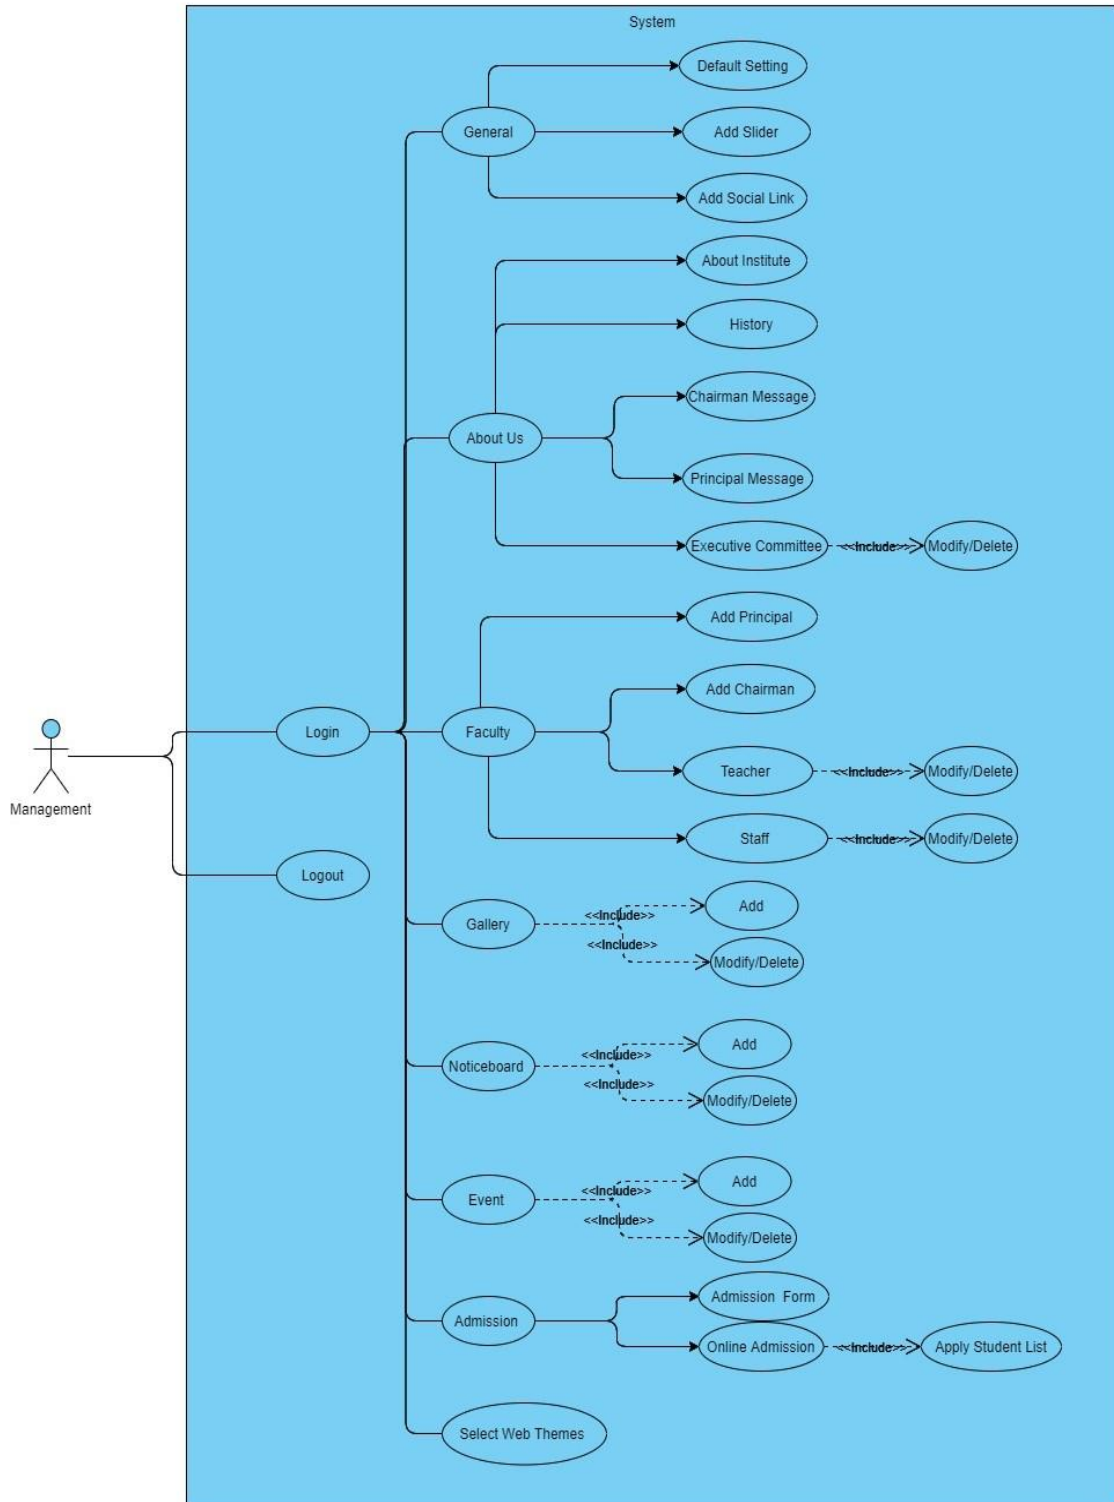 System
Default Setting
General
Add Slider
Add Social Link
About Institute
History
Chairman Message
About Us
Principal Message
Executive Committee
<<Include>>
Modify/Delete
Add Principal
Add Chairman
Management
Login
Faculty
Teacher
<<Include>>
Modify/Delete
Staff
<<Include>>
Modify/Delete
Logout
Gallery
<<Include>>
Add
<<Include>>
Modify/Delete
Noticeboard
<<Include>>
Add
<<Include>>
Modify/Delete
Event
<<Include>>
Add
<<Include>>
Modify/Delete
Admission
Admission Form
Online Admission
<<Include>>
Apply Student List
Select Web Themes